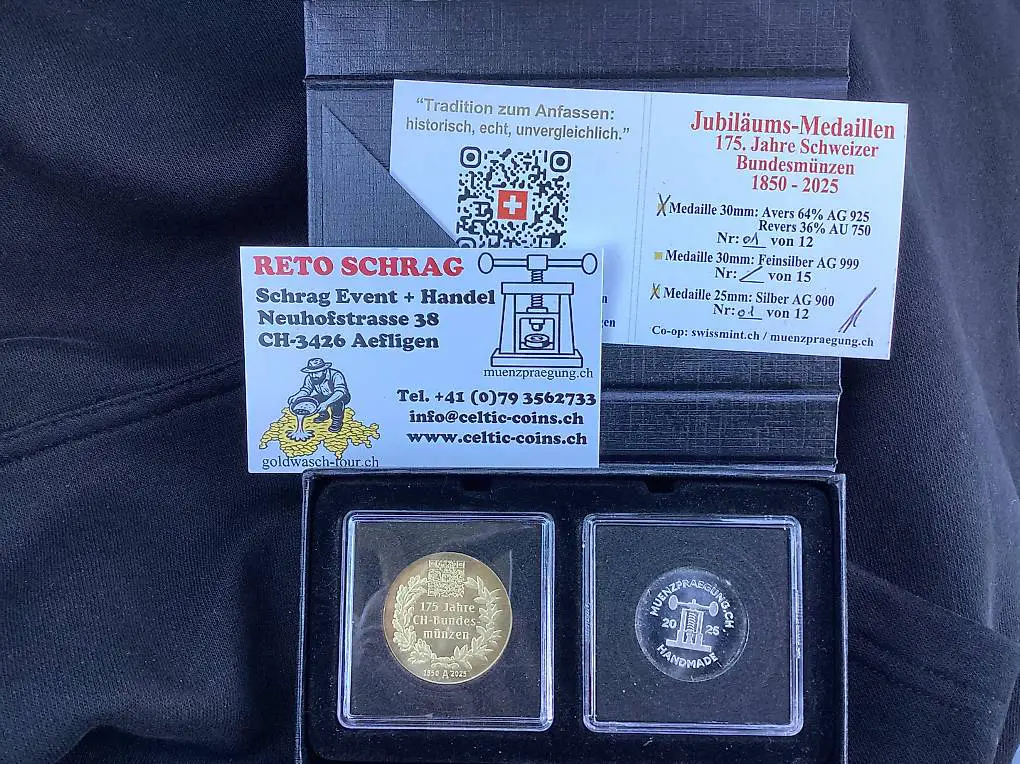 "Tradition zum Anfassen:
historisch, echt, unvergleichlich."
Jubiläums-Medaillen
175. Jahre Schweizer
Bundesmünzen
1850 - 2025
X Medaille 30mm: Avers 64% AG 925
Revers 36% AU 750
Nr: 01 von 12
Medaille 30mm: Feinsilber AG 999
Nr: von 15
X Medaille 25mm: Silber AG 900
Nr: 01 von 12
Co-op: swissmint.ch / muenzpraegung.ch
RETO SCHRAG
Schrag Event + Handel
Neuhofstrasse 38
CH-3426 Aefligen
muenzpraegung.ch
Tel. +41 (0)79 3562733
info@celtic-coins.ch
www.celtic-coins.ch
goldwasch-tour.ch
175 Jahre
CH-Bundes-
münzen
1850 2025
MUENZPRAEGUNG.CH
20 25
HANDMADE